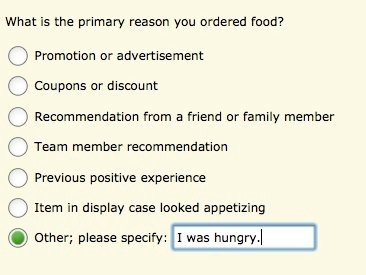 What is the primary reason you ordered food?
Promotion or advertisement
Coupons or discount
Recommendation from a friend or family member
Team member recommendation
Previous positive experience
Item in display case looked appetizing
Other; please specify: I was hungry.